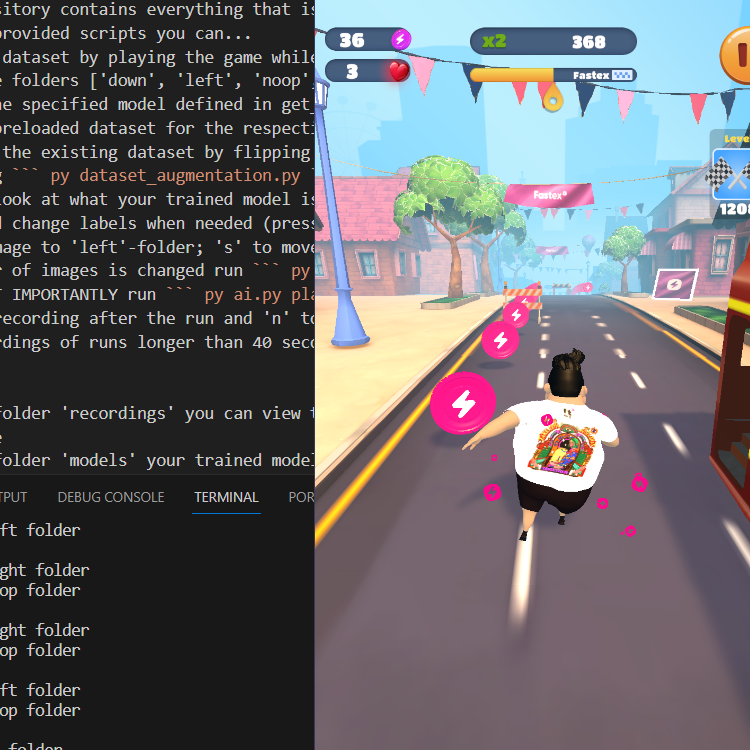 sitory contains everything that is
provided scripts you can...
dataset by playing the game while
e folders ['down', 'left', 'noop'
he specified model defined in get
preloaded dataset for the respecti
the existing dataset by flipping
g ``` py dataset_augmentation.py `
look at what your trained model is
d change labels when needed (press
mage to 'left'-folder; 's' to move
r of images is changed run ``` py
T IMPORTANTLY run ``` py ai.py pla
recording after the run and 'n' to
rdings of runs longer than 40 seco
folder 'recordings' you can view t
e
folder 'models' your trained model
TPUT DEBUG CONSOLE TERMINAL POR
ft folder
ght folder
op folder
ght folder
op folder
ft folder
op folder
folder
36
3
x2 368
Fastex
Leve
1208
Fastex